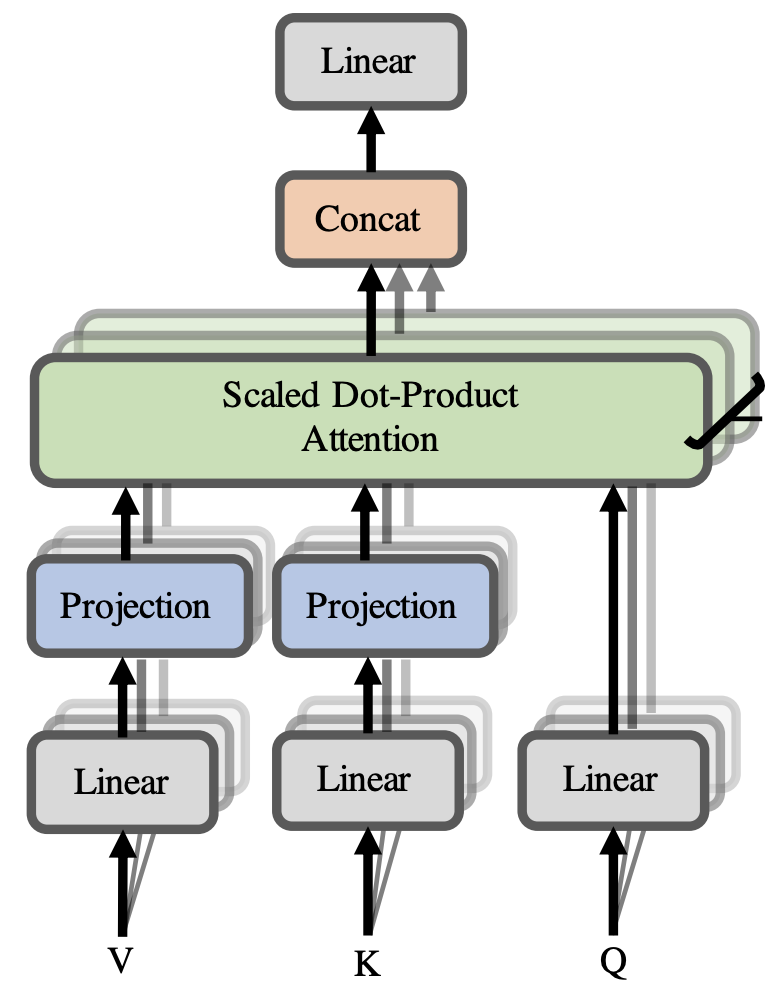 Linear
Concat
Scaled Dot-Product
Attention
Projection
Projection
Linear
Linear
Linear
V
K
Q